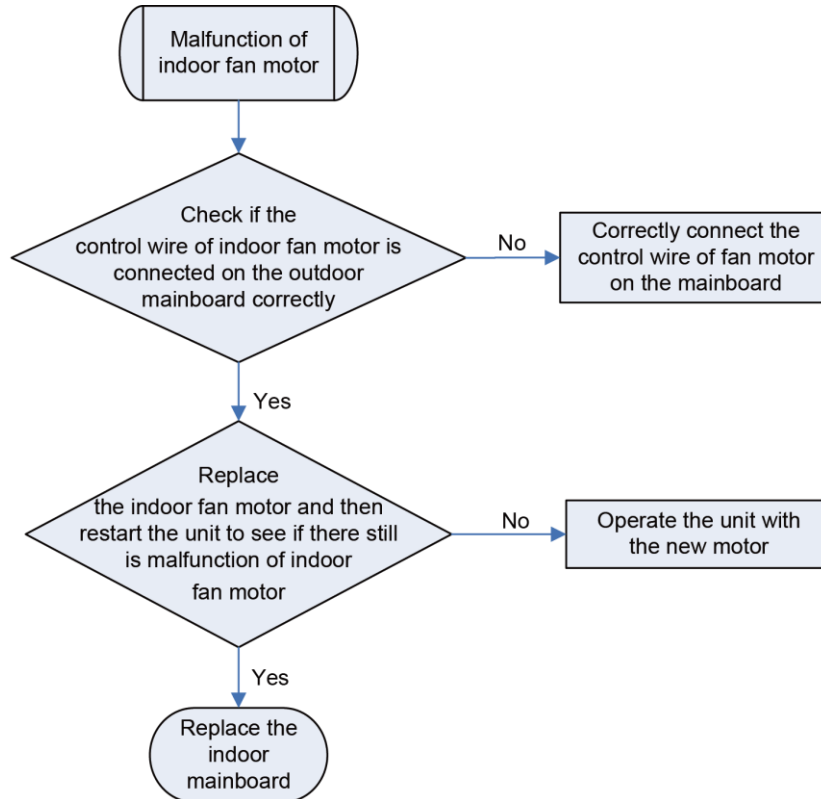 Malfunction of
indoor fan motor
Check if the
control wire of indoor fan motor is
connected on the outdoor
mainboard correctly
No
Correctly connect the
control wire of fan motor
on the mainboard
Yes
Replace
the indoor fan motor and then
restart the unit to see if there still
is malfunction of indoor
fan motor
No
Operate the unit with
the new motor
Yes
Replace the
indoor
mainboard